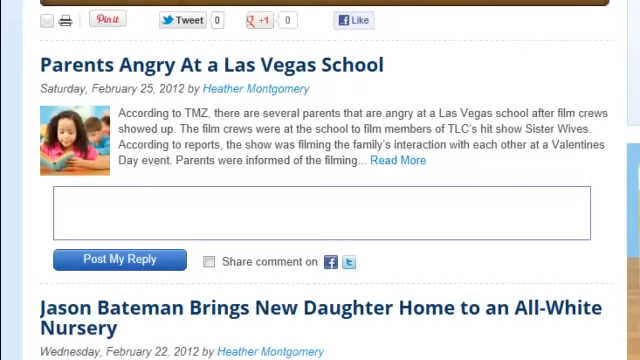 Pin it Tweet 0 +1 0 Like
Parents Angry At a Las Vegas School
Saturday, February 25, 2012 by Heather Montgomery
According to TMZ, there are several parents that are angry at a Las Vegas school after film crews
showed up. The film crews were at the school to film members of TLC's hit show Sister Wives.
According to reports, the show was filming the family's interaction with each other at a Valentines
Day event. Parents were informed of the filming... Read More
Post My Reply Share comment on
Jason Bateman Brings New Daughter Home to an All-White
Nursery
Wednesday, February 22, 2012 by Heather Montgomery